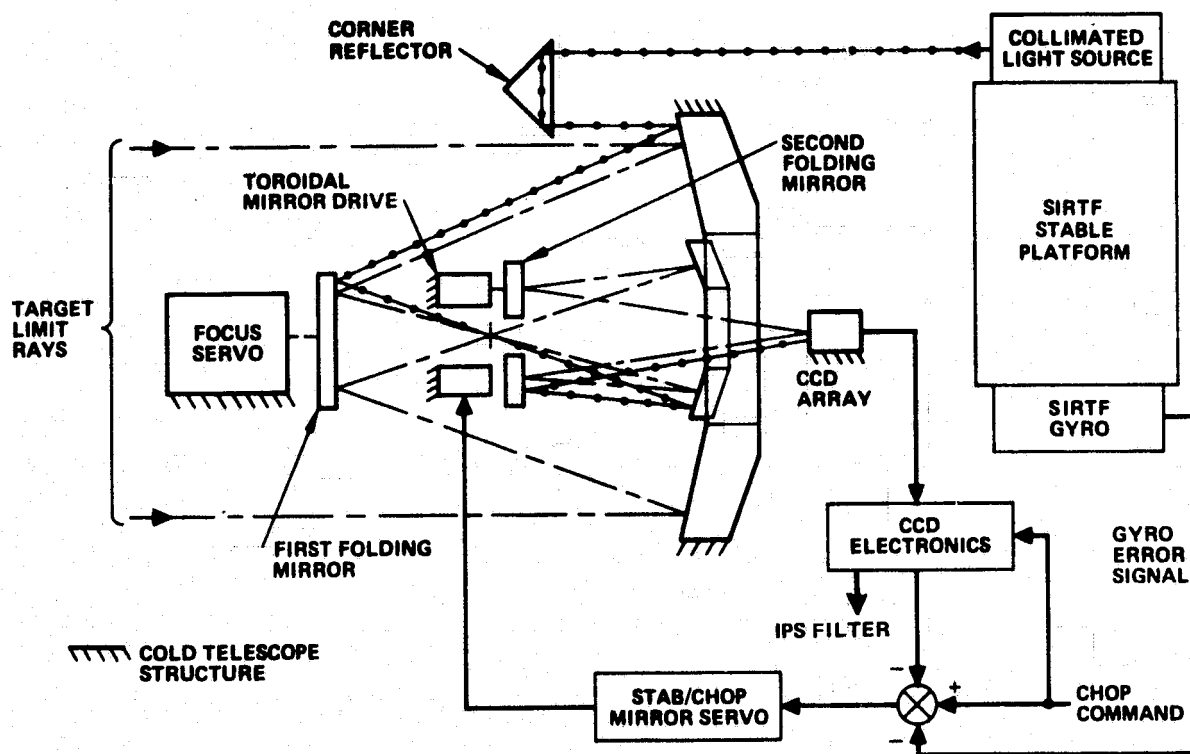 CORNER
REFLECTOR
COLLIMATED
LIGHT SOURCE
SECOND
FOLDING
MIRROR
TOROIDAL
MIRROR DRIVE
SIRTF
STABLE
PLATFORM
TARGET
LIMIT
RAYS
FOCUS
SERVO
CCD
ARRAY
SIRTF
GYRO
FIRST FOLDING
MIRROR
CCD
ELECTRONICS
GYRO
ERROR
SIGNAL
IPS FILTER
COLD TELESCOPE
STRUCTURE
STAB/CHOP
MIRROR SERVO
−
+
−
CHOP
COMMAND